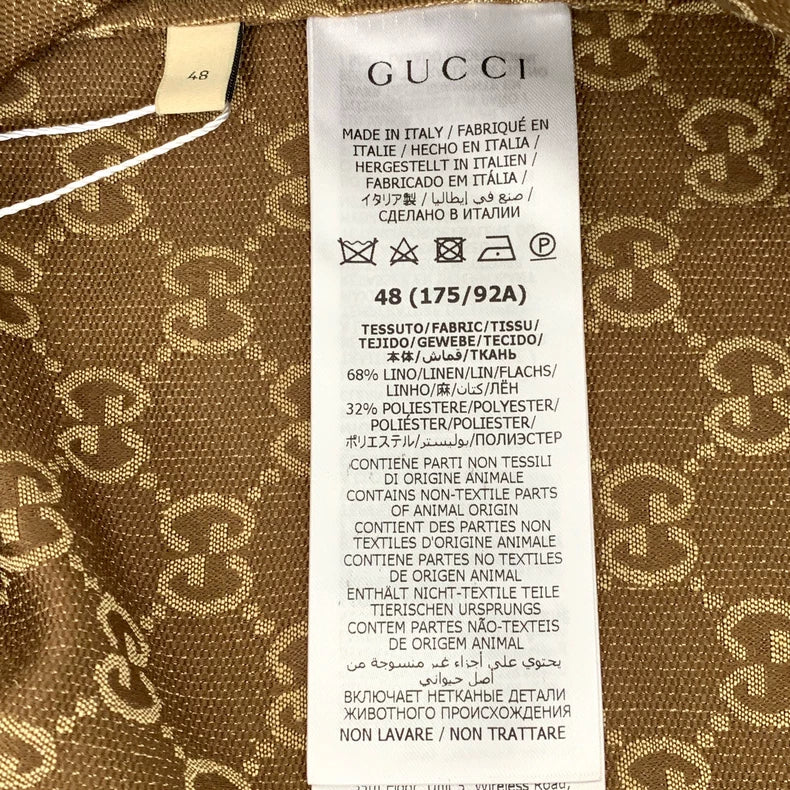 48
GUCCI
MADE IN ITALY / FABRIQUÉ EN
ITALIE / HECHO EN ITALIA /
HERGESTELLT IN ITALIEN /
FABRICADO EM ITÁLIA /
イタリア製 / صنع في إيطاليا /
СДЕЛАНО В ИТАЛИИ
P
48 (175/92A)
TESSUTO/FABRIC/TISSU/
TEJIDO/GEWEBE/TECIDO/
本体/قماش/ТКАНЬ
68% LINO/LINEN/LIN/FLACHS/
LINHO/麻/كتان/ЛЁН
32% POLIESTERE/POLYESTER/
POLIÉSTER/POLIESTER/
ポリエステル/بوليستر/ПОЛИЭСТЕР
CONTIENE PARTI NON TESSILI
DI ORIGINE ANIMALE
CONTAINS NON-TEXTILE PARTS
OF ANIMAL ORIGIN
CONTIENT DES PARTIES NON
TEXTILES D'ORIGINE ANIMALE
CONTIENE PARTES NO TEXTILES
DE ORIGEN ANIMAL
ENTHÄLT NICHT-TEXTILE TEILE
TIERISCHEN URSPRUNGS
CONTEM PARTES NÃO-TEXTEIS
DE ORIGEM ANIMAL
يحتوي على أجزاء غير منسوجة من
أصل حيواني
ВКЛЮЧАЕТ НЕТКАНЫЕ ДЕТАЛИ
ЖИВОТНОГО ПРОИСХОЖДЕНИЯ
NON LAVARE / NON TRATTARE
Floor, Unit 5, Wireless Road,